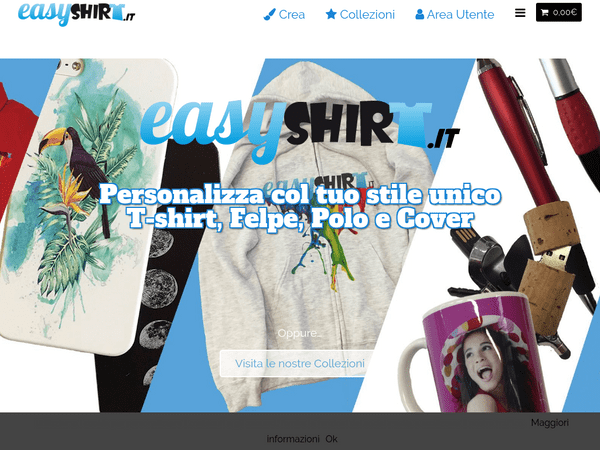 easySHIRT.IT
Crea
Collezioni
Area Utente
0,00€
easySHIRT.IT
easySHIRT.IT
Personalizza col tuo stile unico
T-shirt, Felpe, Polo e Cover
Oppure...
Visita le nostre Collezioni
Maggiori
informazioni Ok